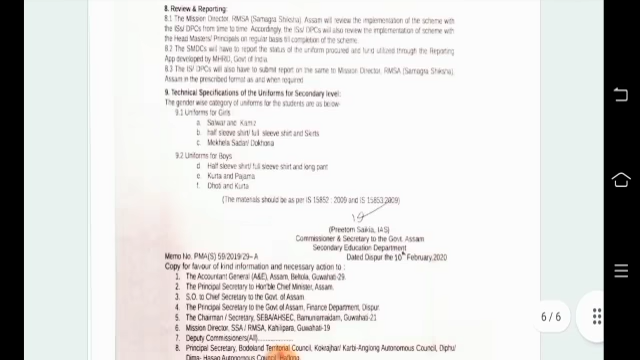 8. Review & Reporting:
8.1 The Mission Director, RMSA (Samagra Shiksha) Assam will review the implementation of the scheme with
the ISs/ DPCs from time to time. Accordingly, the ISs/ DPCs will also review the implementation of scheme with
the Head Masters/ Principals on regular basis till completion of the scheme.
8.2 The SMDCs will have to report the status of the uniform procured and fund utilized through the Reporting
App developed by MHRD, Govt of India
8.3 The IS/ DPCs will also have to submit report on the same to Mission Director, RMSA (Samagra Shiksha),
Assam in the prescribed format as and when required
9. Technical Specifications of the Uniforms for Secondary level:
The gender wise category of uniforms for the students are as below-
9.1 Uniforms for Girls
a. Salwar and Kamiz
b. half sleeve shirt/ full sleeve shirt and Skirts
c. Mekhela Sadar/ Dokhona
9.2 Uniforms for Boys
d. Half sleeve shirt/ full sleeve shirt and long pant
e. Kurta and Pajama
f. Dhoti and Kurta
(The materials should be as per IS 15852 : 2009 and IS 15853:2009)
(Preetom Saikia, IAS)
Commissioner & Secretary to the Govt. Assam
Secondary Education Department
Memo No. PMA(S) 59/2019/29-A Dated Dispur the 10th February, 2020
Copy for favour of kind information and necessary action to :
1. The Accountant General (A&E), Assam, Beltola, Guwahati-29.
2. The Principal Secretary to Hon'ble Chief Minister, Assam.
3. S.O. to Chief Secretary to the Govt. of Assam
4. The Principal Secretary to the Govt of Assam, Finance Department, Dispur.
5. The Chairman / Secretary, SEBA/AHSEC, Bamunimaidam, Guwahati-21
6. Mission Director, SSA / RMSA, Kahilipara, Guwahati-19
7. Deputy Commissioners (All)
8. Principal Secretary, Bodoland Territorial Council, Kokrajhar/ Karbi-Anglong Autonomous Council, Diphu/
Dima- Hasao Autonomous Council, Haflong
6/6